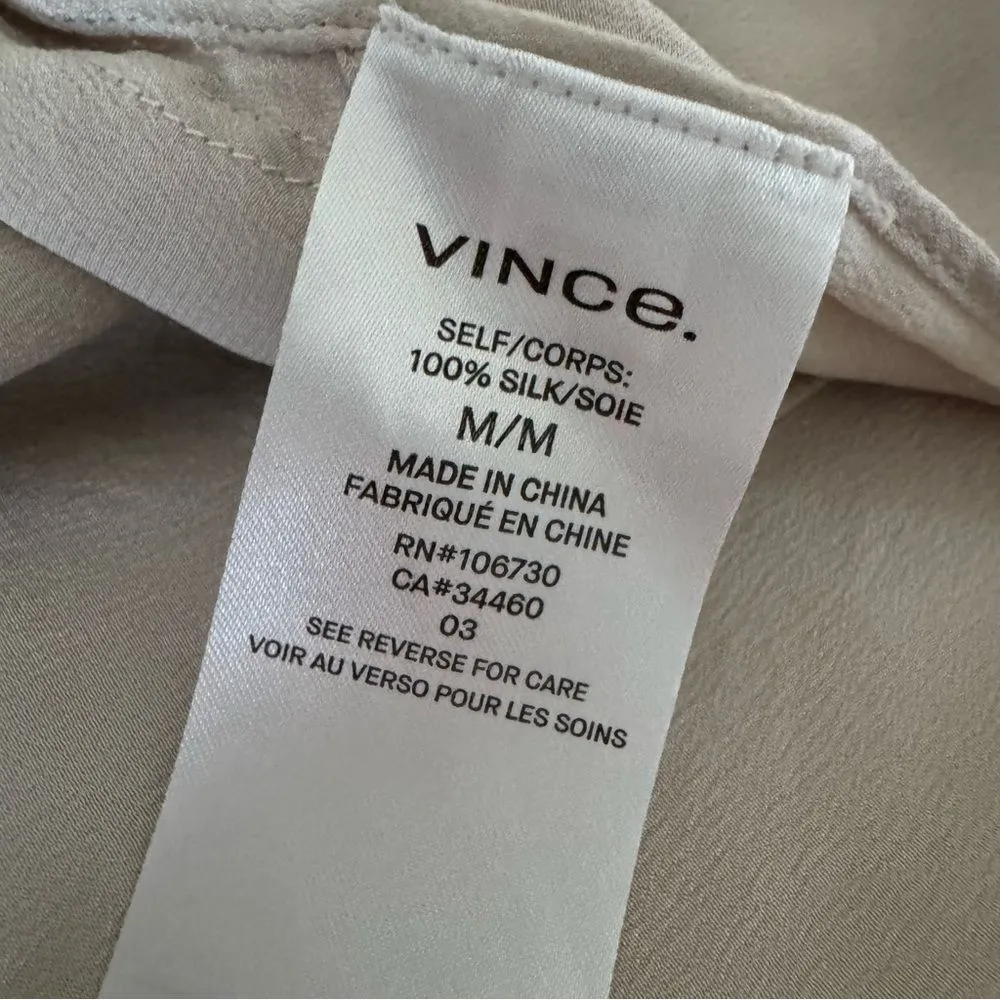 VINCE.
SELF/CORPS:
100% SILK/SOIE
M/M
MADE IN CHINA
FABRIQUÉ EN CHINE
RN#106730
CA#34460
03
SEE REVERSE FOR CARE
VOIR AU VERSO POUR LES SOINS